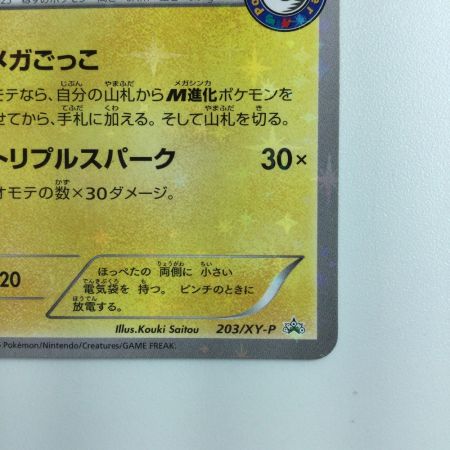 メガごっこ
モテなら、自分の山札からM進化ポケモンを
せてから、手札に加える。そして山札を切る。
トリプルスパーク 30×
オモテの数×30ダメージ。
20
ほっぺたの 両側に 小さい
電気袋を 持つ。 ピンチのときに
放電する。
Illus.Kouki Saitou 203/XY-P
Pokémon/Nintendo/Creatures/GAME FREAK.